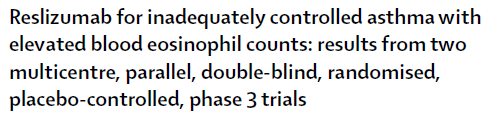 Reslizumab for inadequately controlled asthma with
elevated blood eosinophil counts: results from two
multicentre, parallel, double-blind, randomised,
placebo-controlled, phase 3 trials